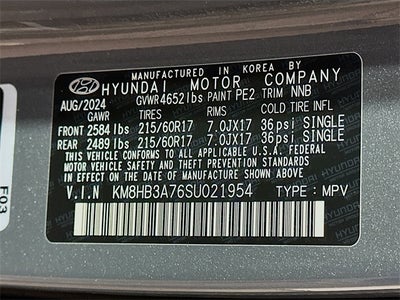 MANUFACTURED IN KOREA
HYUNDAI MOTOR COMPANY
AUG/2024 GVWR 4652 lbs PAINT PE2 TRIM NNB
GAWR TIRES RIMS COLD TIRE INFL
FRONT 2584 lbs 215/60R17 7.0JX17 36psi SINGLE
REAR 2489 lbs 215/60R17 7.0JX17 36psi SINGLE
THIS VEHICLE CONFORMS TO ALL APPLICABLE U.S.A. FEDERAL
MOTOR VEHICLE SAFETY, BUMPER, AND THEFT PREVENTION
STANDARDS IN EFFECT ON THE DATE OF MANUFACTURE SHOWN ABOVE.
V.I.N KM8HB3A76SU021954 TYPE : MPV
F03